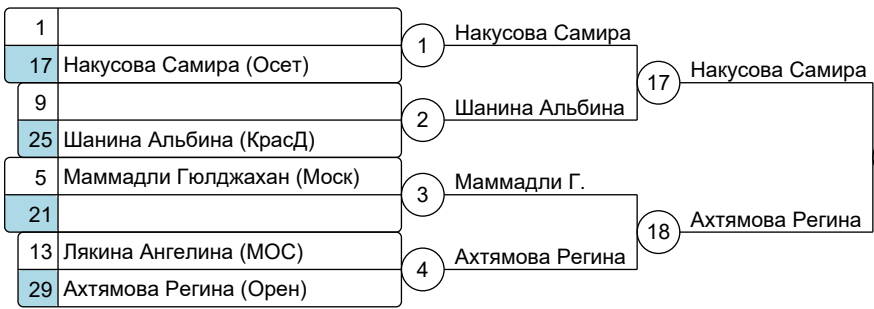 1
17 Накусова Самира (Осет)
9
25 Шанина Альбина (КрасД)
5 Маммадли Гюлджахан (Моск)
21
13 Лякина Ангелина (МОС)
29 Ахтямова Регина (Орен)
1 Накусова Самира
2 Шанина Альбина
3 Маммадли Г.
4 Ахтямова Регина
17 Накусова Самира
18 Ахтямова Регина